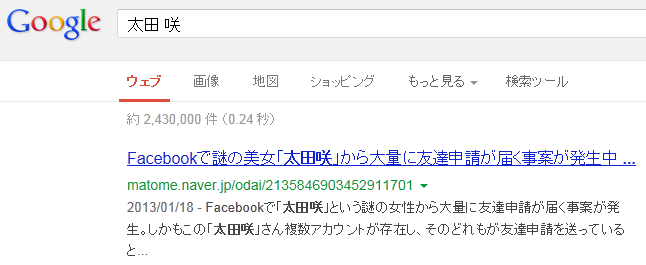 Google 太田 咲
ウェブ 画像 地図 ショッピング もっと見る 検索ツール
約 2,430,000 件 (0.24 秒)
Facebookで謎の美女「太田咲」から大量に友達申請が届く事案が発生中 ...
matome.naver.jp/odai/2135846903452911701
2013/01/18 - Facebookで「太田咲」という謎の女性から大量に友達申請が届く事案が発
生。しかもこの「太田咲」さん複数アカウントが存在し、そのどれもが友達申請を送っている
と...